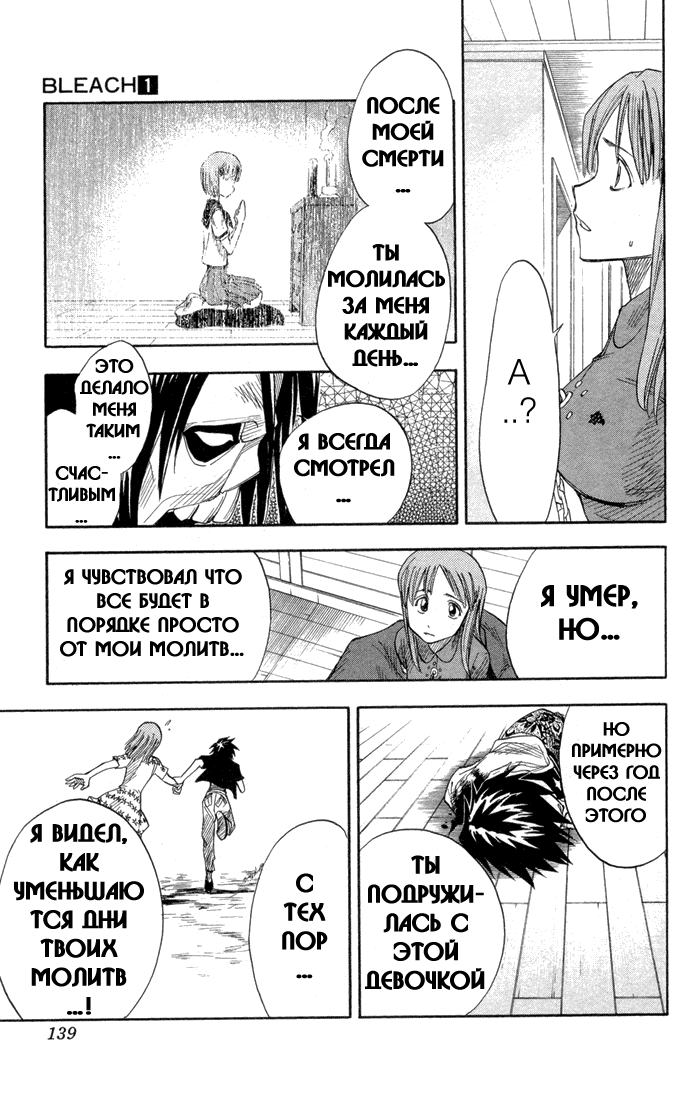 BLEACH 1
А
..?
ПОСЛЕ
МОЕЙ
СМЕРТИ
...
ТЫ
МОЛИЛАСЬ
ЗА МЕНЯ
КАЖДЫЙ
ДЕНЬ...
Я ВСЕГДА
СМОТРЕЛ
...
ЭТО
ДЕЛАЛО
МЕНЯ
ТАКИМ
...
СЧАС-
ТЛИВЫМ
...
Я УМЕР,
НО...
Я ЧУВСТВОВАЛ ЧТО
ВСЕ БУДЕТ В
ПОРЯДКЕ ПРОСТО
ОТ МОИ МОЛИТВ...
НО
ПРИМЕРНО
ЧЕРЕЗ ГОД
ПОСЛЕ
ЭТОГО
ТЫ
ПОДРУЖИ-
ЛАСЬ С
ЭТОЙ
ДЕВОЧКОЙ
С
ТЕХ
ПОР
...
Я ВИДЕЛ,
КАК
УМЕНЬШАЮ
ТСЯ ДНИ
ТВОИХ
МОЛИТВ
...!
139